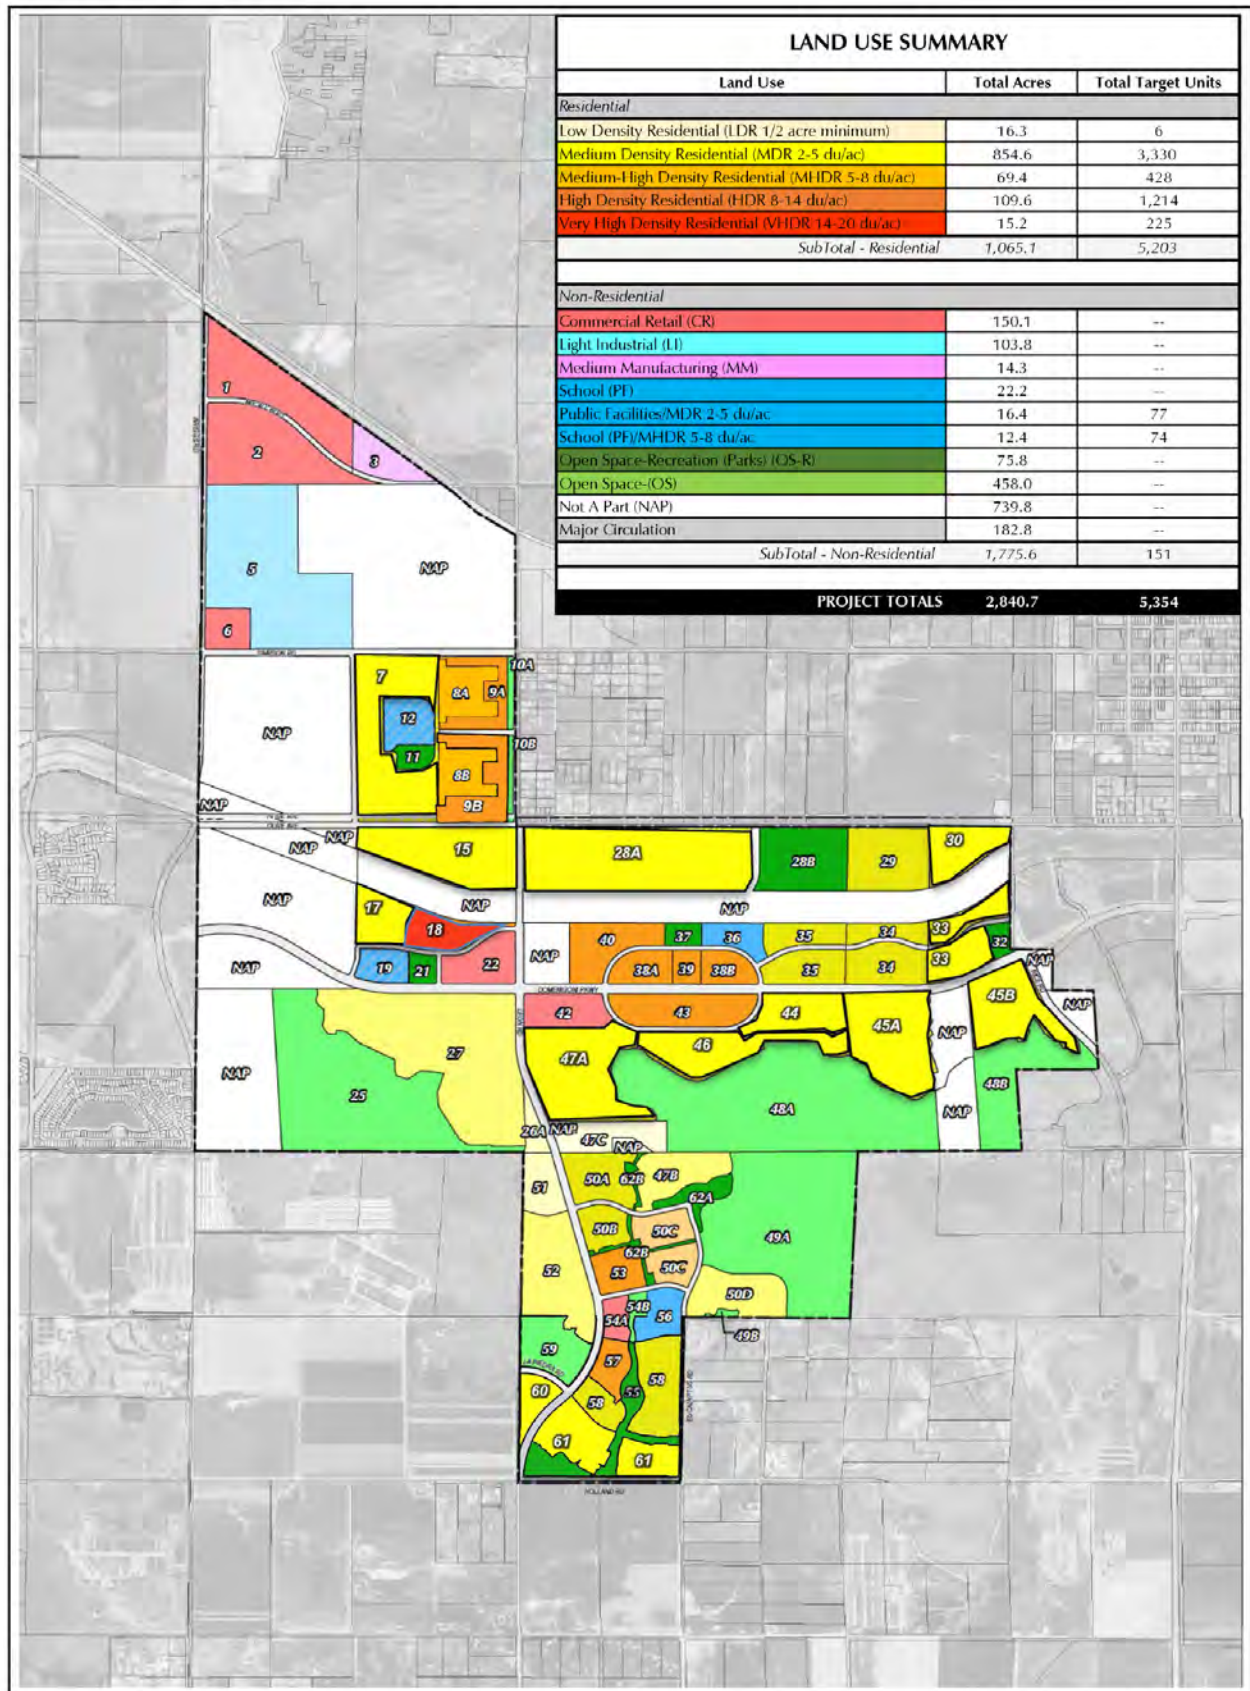 LAND USE SUMMARY
Land Use Total Acres Total Target Units
Residential
Low Density Residential (LDR 1/2 acre minimum) 16.3 6
Medium Density Residential (MDR 2-5 du/ac) 854.6 3,330
Medium-High Density Residential (MHDR 5-8 du/ac) 69.4 428
High Density Residential (HDR 8-14 du/ac) 109.6 1,214
Very High Density Residential (VHDR 14-20 du/ac) 15.2 225
SubTotal - Residential 1,065.1 5,203
Non-Residential
Commercial Retail (CR) 150.1 --
Light Industrial (LI) 103.8 --
Medium Manufacturing (MM) 14.3 --
School (PF) 22.2 --
Public Facilities/MDR 2-5 du/ac 16.4 77
School (PF)/MHDR 5-8 du/ac 12.4 74
Open Space-Recreation (Parks) (OS-R) 75.8 --
Open Space-(OS) 458.0 --
Not A Part (NAP) 739.8 --
Major Circulation 182.8 --
SubTotal - Non-Residential 1,775.6 151
PROJECT TOTALS 2,840.7 5,354
1
2
3
5
NAP
6
7
10A
8A
9A
12
NAP
10B
11
8B
9B
NAP
NAP
NAP
15
28A
28B
29
30
NAP
NAP
NAP
17
18
40
37
36
35
34
33
32
NAP
19
21
22
NAP
38A
39
38B
35
34
33
NAP
42
43
44
45A
45B
NAP
NAP
27
47A
46
NAP
25
48A
48B
NAP
26A
NAP
47C
NAP
51
50A
62B
47B
62A
50B
50C
49A
62B
52
53
50C
50D
54B
54A
56
49B
59
57
58
60
58
55
61
61
HOLLAND RD